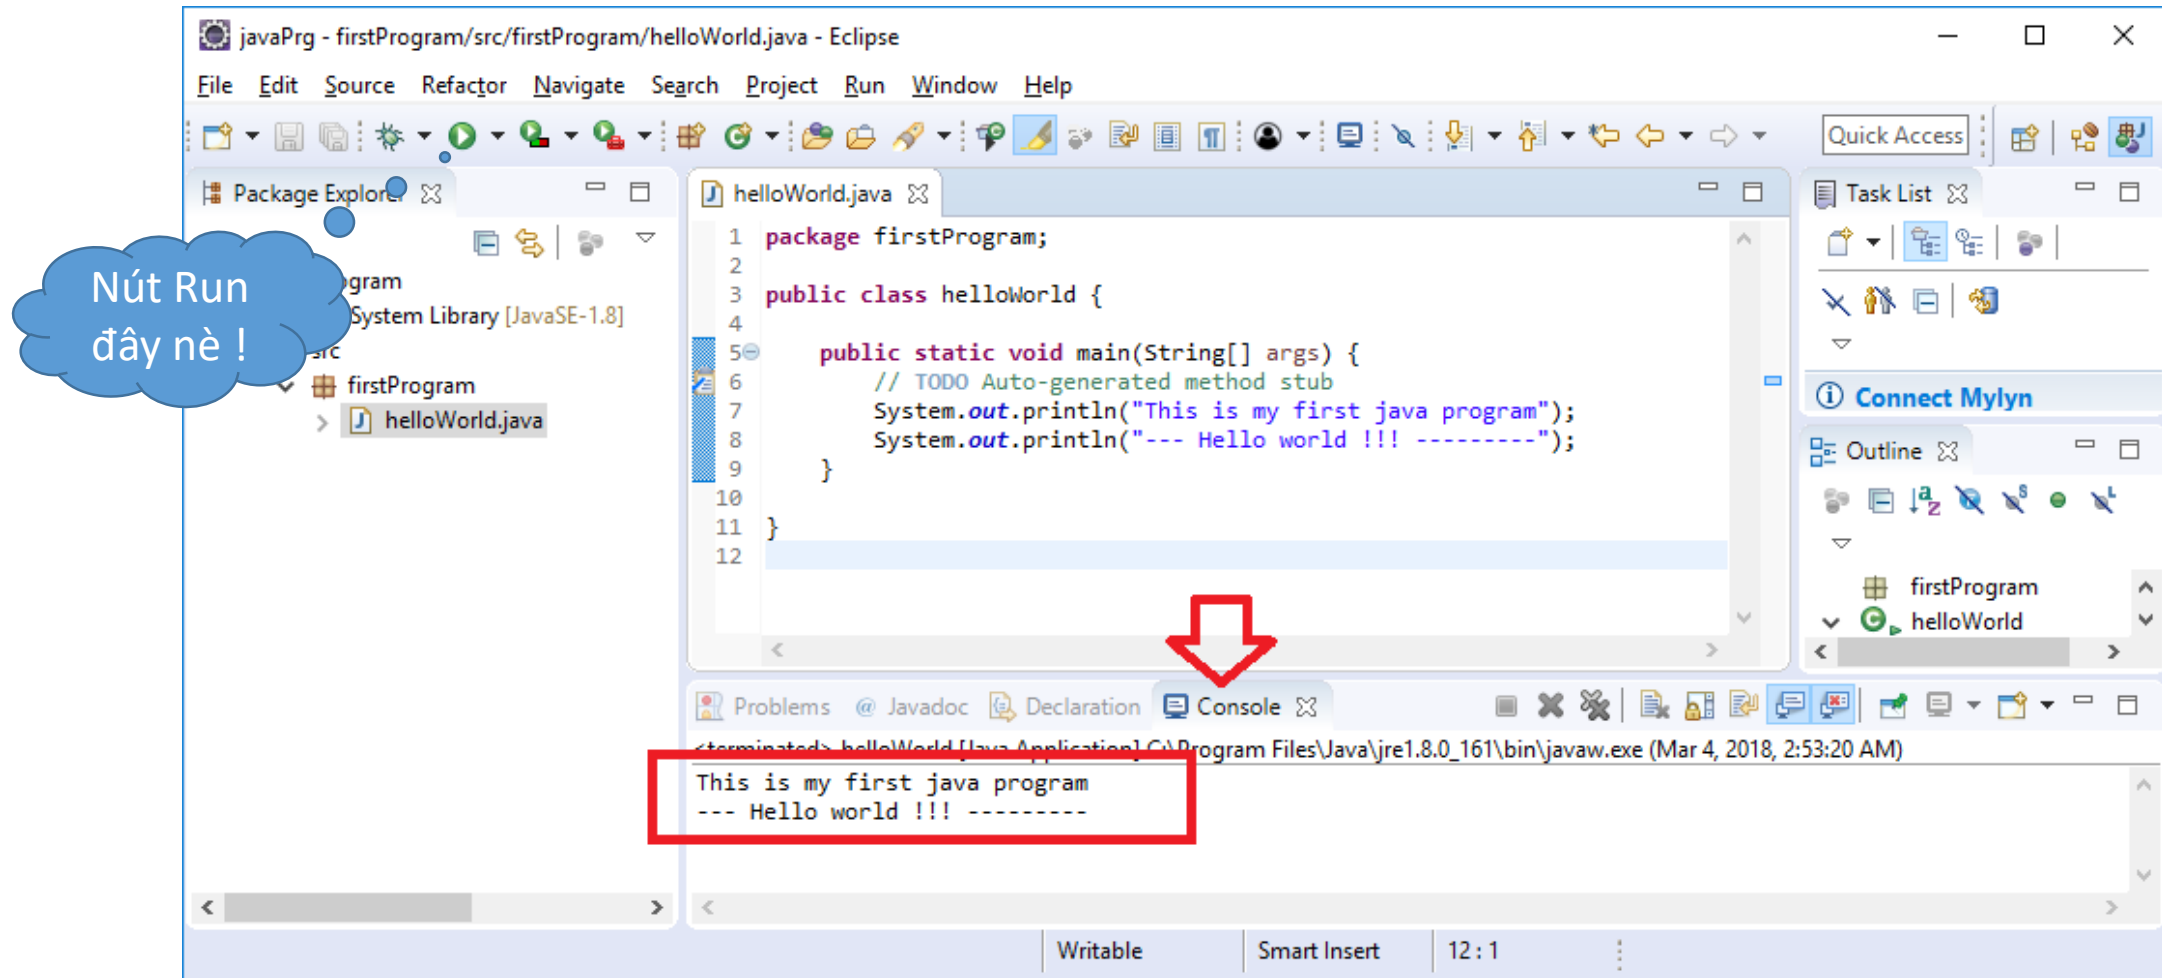 javaPrg - firstProgram/src/firstProgram/helloWorld.java - Eclipse
File Edit Source Refactor Navigate Search Project Run Window Help
Quick Access
Package Explorer
Nút Run
đây nè !
gram
System Library [JavaSE-1.8]
src
firstProgram
helloWorld.java
helloWorld.java
1 package firstProgram;
2
3 public class helloWorld {
4
5 public static void main(String[] args) {
6 // TODO Auto-generated method stub
7 System.out.println("This is my first java program");
8 System.out.println("--- Hello world !!! ---------");
9 }
10
11 }
12
Task List
Connect Mylyn
Outline
firstProgram
helloWorld
Problems @ Javadoc Declaration Console
<terminated> helloWorld [Java Application] C:\Program Files\Java\jre1.8.0_161\bin\javaw.exe (Mar 4, 2018, 2:53:20 AM)
This is my first java program
--- Hello world !!! ---------
Writable Smart Insert 12 : 1